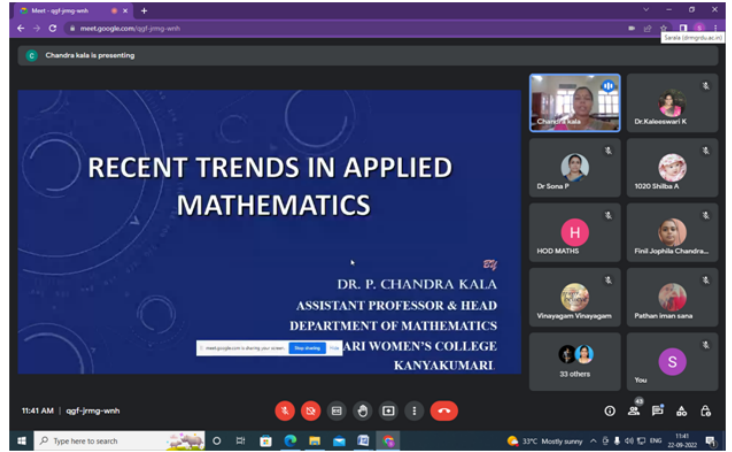 Meet - qgf-jrmg-wnh
meet.google.com/qgf-jrmg-wnh
Sarala (drmgrdu.ac.in)
C Chandra kala is presenting
RECENT TRENDS IN APPLIED
MATHEMATICS
BY
DR. P. CHANDRA KALA
ASSISTANT PROFESSOR & HEAD
DEPARTMENT OF MATHEMATICS
ARI WOMEN'S COLLEGE
KANYAKUMARI.
meet.google.com is sharing your screen. Stop sharing Hide
Chandra kala
Dr.Kaleeswari K
Dr Sona P
1020 Shilba A
H
HOD MATHS
Finil Jophila Chandra...
Vinayagam Vinayagam
Pathan iman sana
33 others
S
You
11:41 AM | qgf-jrmg-wnh
43
Type here to search
33°C Mostly sunny
ENG
11:41
22-09-2022